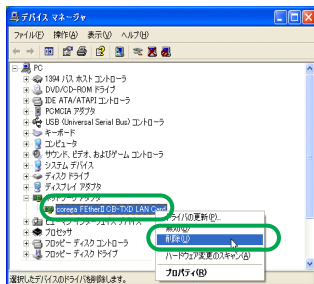 デバイス マネージャ
ファイル(F) 操作(A) 表示(V) ヘルプ(H)
PC
1394 バス ホスト コントローラ
DVD/CD-ROM ドライブ
IDE ATA/ATAPI コントローラ
PCMCIA アダプタ
USB (Universal Serial Bus) コントローラ
キーボード
コンピュータ
サウンド、ビデオ、およびゲーム コントローラ
システム デバイス
ディスク ドライブ
ディスプレイ アダプタ
ネットワーク アダプタ
corega FEtherII CB-TXD LAN Card
ドライバの更新(P)...
無効(D)
削除(U)
ハードウェア変更のスキャン(A)
プロパティ(R)
プロセッサ
フロッピー ディスク コントローラ
フロッピー ディスク ドライブ
選択したデバイスのドライバを削除します。